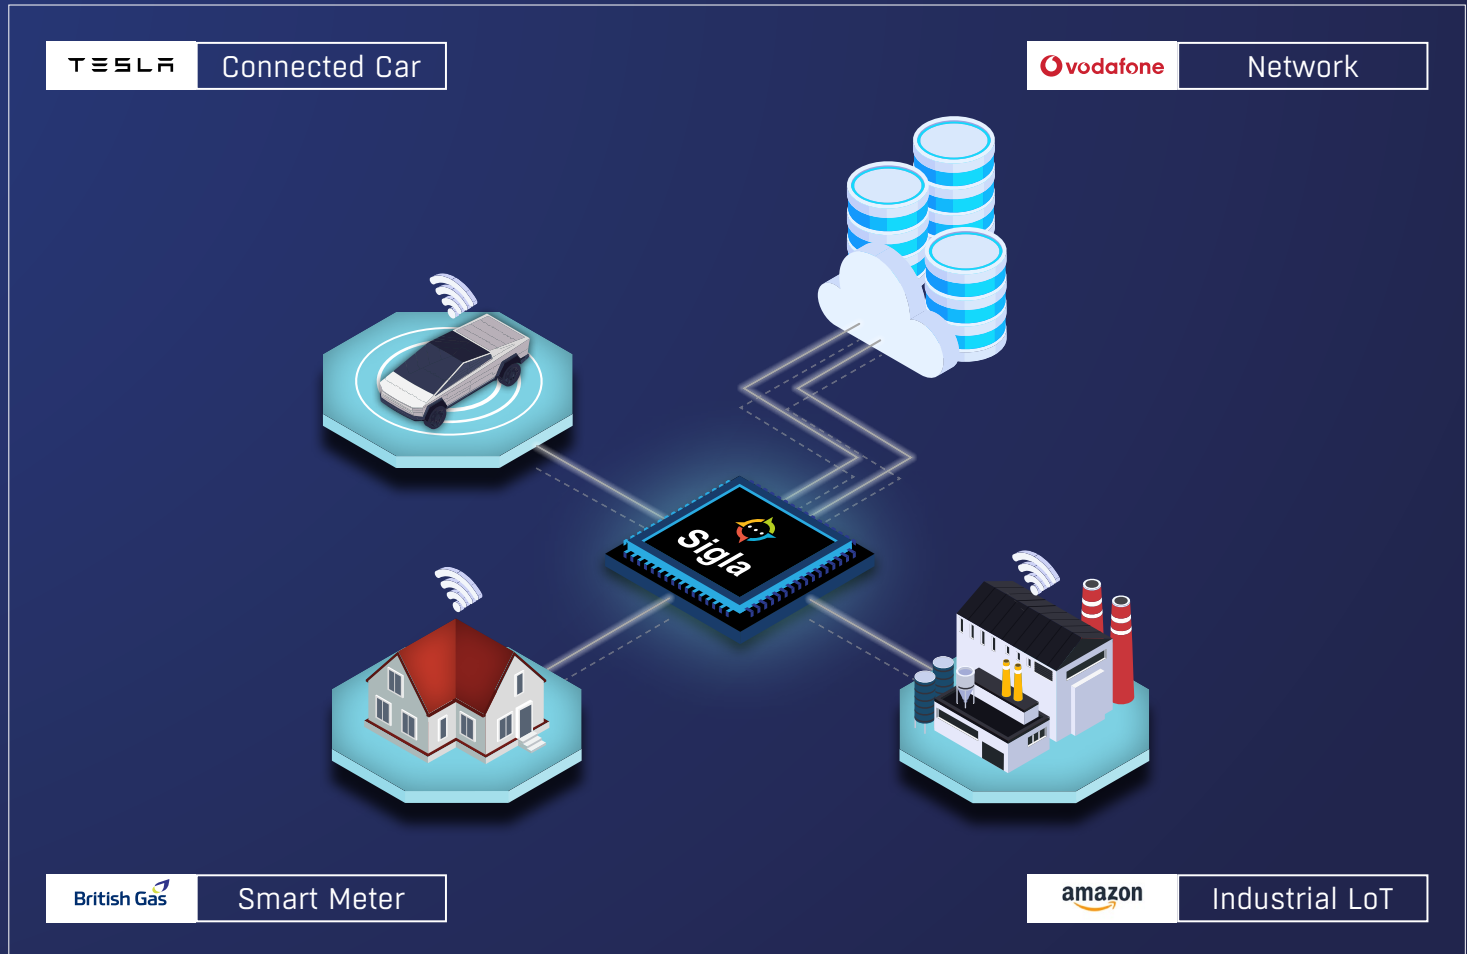 TESLA Connected Car
vodafone Network
Sigla
British Gas Smart Meter
amazon Industrial LoT